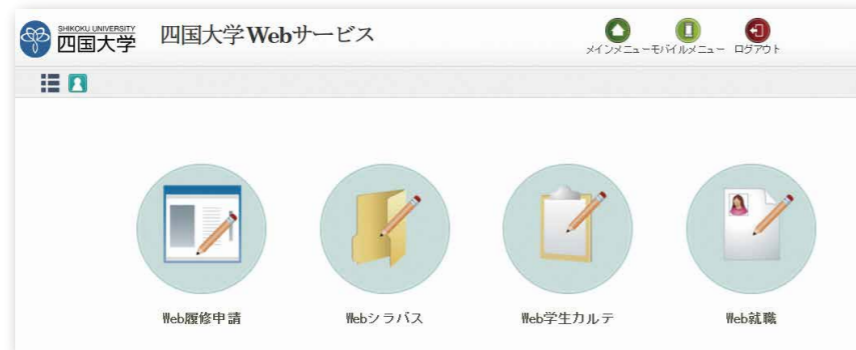 SHIKOKU UNIVERSITY
四国大学
四国大学Webサービス
メインメニュー モバイルメニュー ログアウト
Web履修申請 Webシラバス Web学生カルテ Web就職